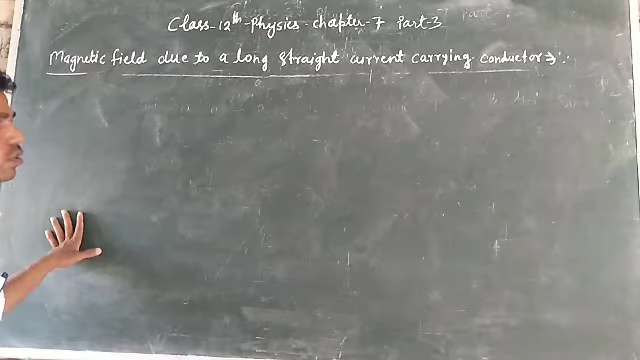 Class-12th-Physics-chapter-7 Part-3
Magnetic field due to a long straight current carrying conductor→: